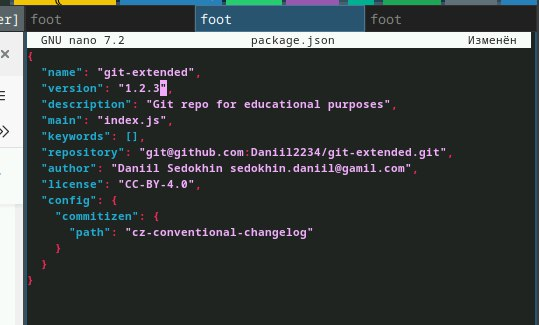 er] foot foot foot
GNU nano 7.2 package.json Изменён
{
"name": "git-extended",
"version": "1.2.3",
"description": "Git repo for educational purposes",
"main": "index.js",
"keywords": [],
"repository": "git@github.com:Daniil2234/git-extended.git",
"author": "Daniil Sedokhin sedokhin.daniil@gamil.com",
"license": "CC-BY-4.0",
"config": {
"commitizen": {
"path": "cz-conventional-changelog"
}
}
}